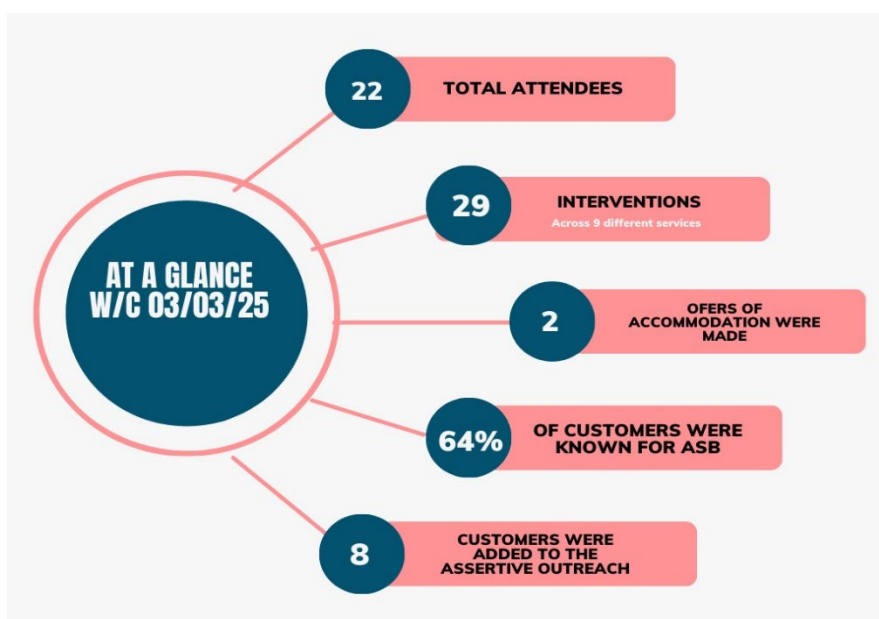 22
TOTAL ATTENDEES
29
INTERVENTIONS
Across 9 different services
AT A GLANCE
W/C 03/03/25
2
OFERS OF
ACCOMMODATION WERE
MADE
64%
OF CUSTOMERS WERE
KNOWN FOR ASB
8
CUSTOMERS WERE
ADDED TO THE
ASSERTIVE OUTREACH